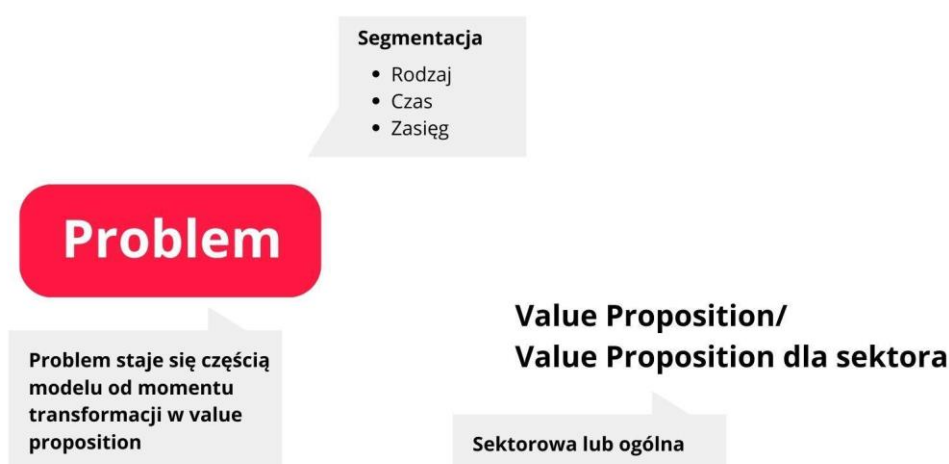 Segmentacja
• Rodzaj
• Czas
• Zasięg
Problem
Problem staje się częścią
modelu od momentu
transformacji w value
proposition
Value Proposition/
Value Proposition dla sektora
Sektorowa lub ogólna